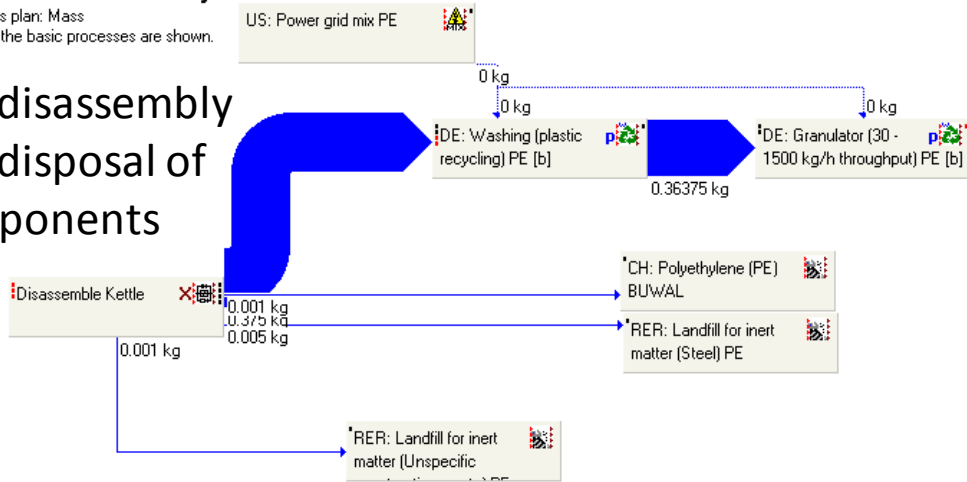 s plan: Mass
the basic processes are shown.
US: Power grid mix PE
0 kg
disassembly
disposal of
ponents
0 kg
0 kg
DE: Washing (plastic
recycling) PE [b]
p
DE: Granulator (30 -
1500 kg/h throughput) PE [b]
p
0.36375 kg
Disassemble Kettle
0.001 kg
0.375 kg
0.005 kg
CH: Polyethylene (PE)
BUWAL
RER: Landfill for inert
matter (Steel) PE
0.001 kg
RER: Landfill for inert
matter (Unspecific